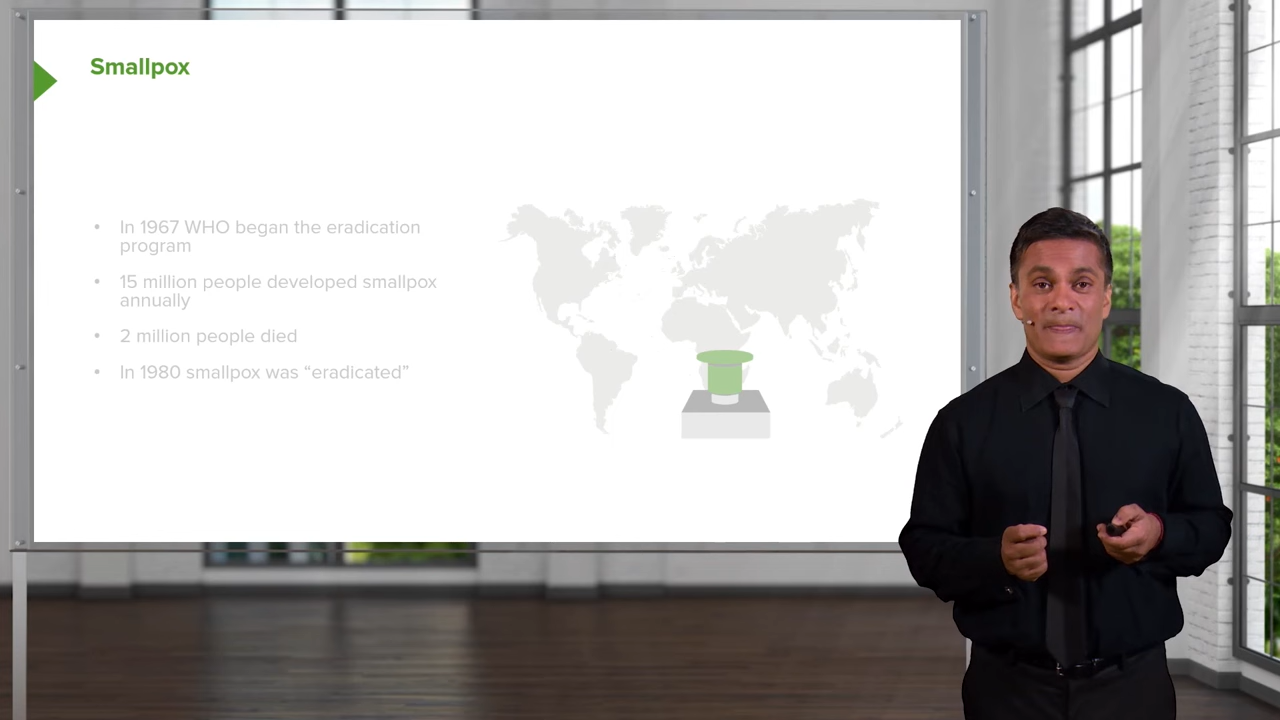 Smallpox
• In 1967 WHO began the eradication
program
• 15 million people developed smallpox
annually
• 2 million people died
• In 1980 smallpox was “eradicated”